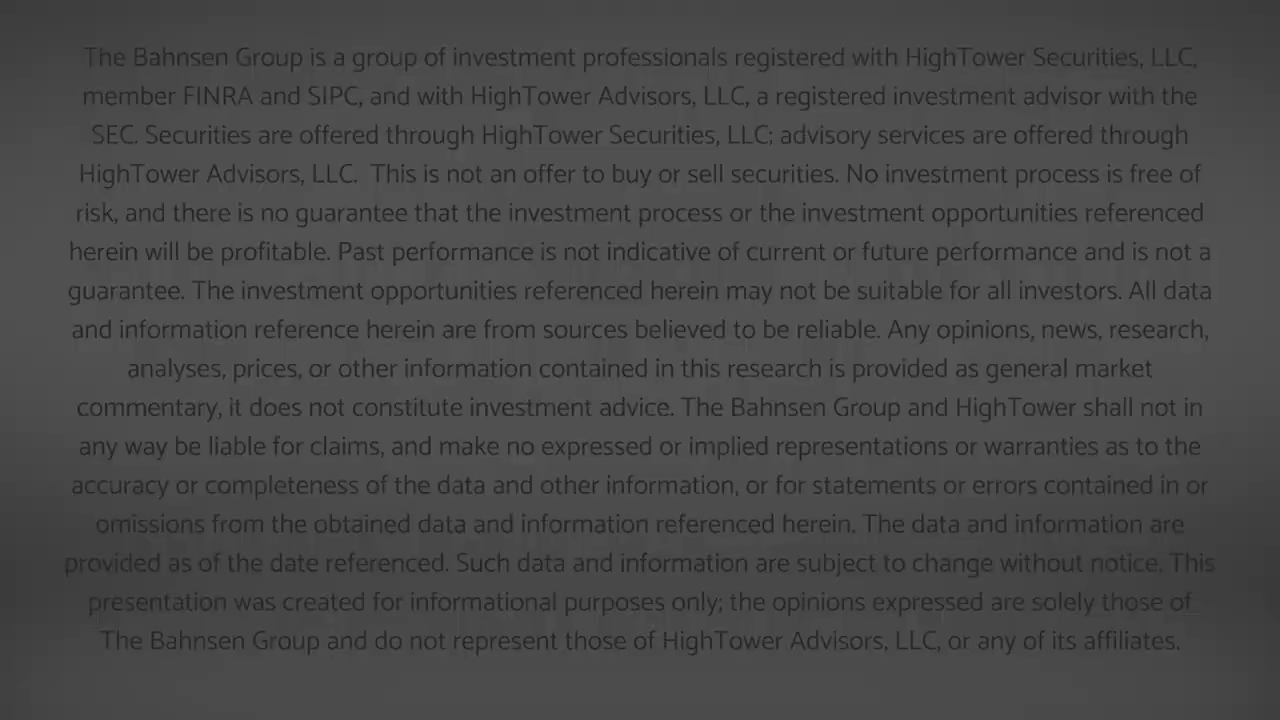 The Bahnsen Group is a group of investment professionals registered with HighTower Securities, LLC,
member FINRA and SIPC, and with HighTower Advisors, LLC, a registered investment advisor with the
SEC. Securities are offered through HighTower Securities, LLC; advisory services are offered through
HighTower Advisors, LLC.  This is not an offer to buy or sell securities. No investment process is free of
risk, and there is no guarantee that the investment process or the investment opportunities referenced
herein will be profitable. Past performance is not indicative of current or future performance and is not a
guarantee. The investment opportunities referenced herein may not be suitable for all investors. All data
and information reference herein are from sources believed to be reliable. Any opinions, news, research,
analyses, prices, or other information contained in this research is provided as general market
commentary, it does not constitute investment advice. The Bahnsen Group and HighTower shall not in
any way be liable for claims, and make no expressed or implied representations or warranties as to the
accuracy or completeness of the data and other information, or for statements or errors contained in or
omissions from the obtained data and information referenced herein. The data and information are
provided as of the date referenced. Such data and information are subject to change without notice. This
presentation was created for informational purposes only; the opinions expressed are solely those of
The Bahnsen Group and do not represent those of HighTower Advisors, LLC, or any of its affiliates.